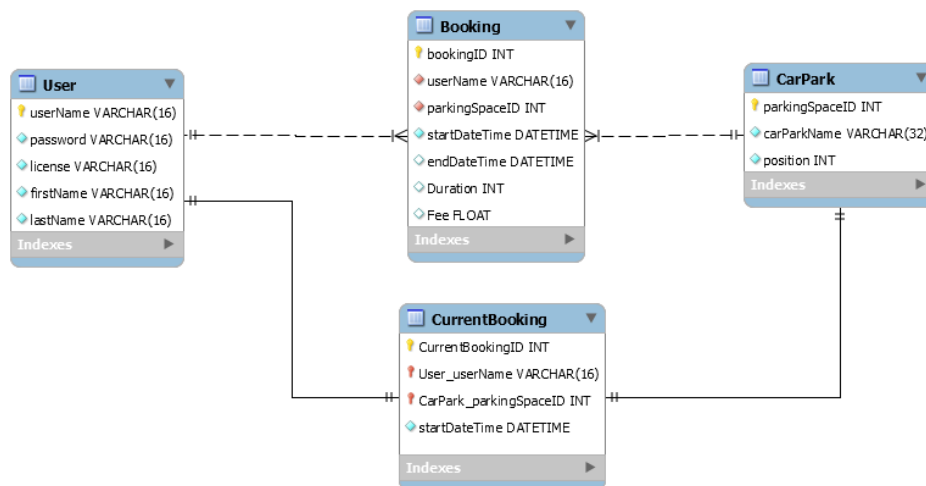 User
userName VARCHAR(16)
password VARCHAR(16)
license VARCHAR(16)
firstName VARCHAR(16)
lastName VARCHAR(16)
Indexes
Booking
bookingID INT
userName VARCHAR(16)
parkingSpaceID INT
startDateTime DATETIME
endDateTime DATETIME
Duration INT
Fee FLOAT
Indexes
CarPark
parkingSpaceID INT
carParkName VARCHAR(32)
position INT
Indexes
CurrentBooking
CurrentBookingID INT
User_userName VARCHAR(16)
CarPark_parkingSpaceID INT
startDateTime DATETIME
Indexes